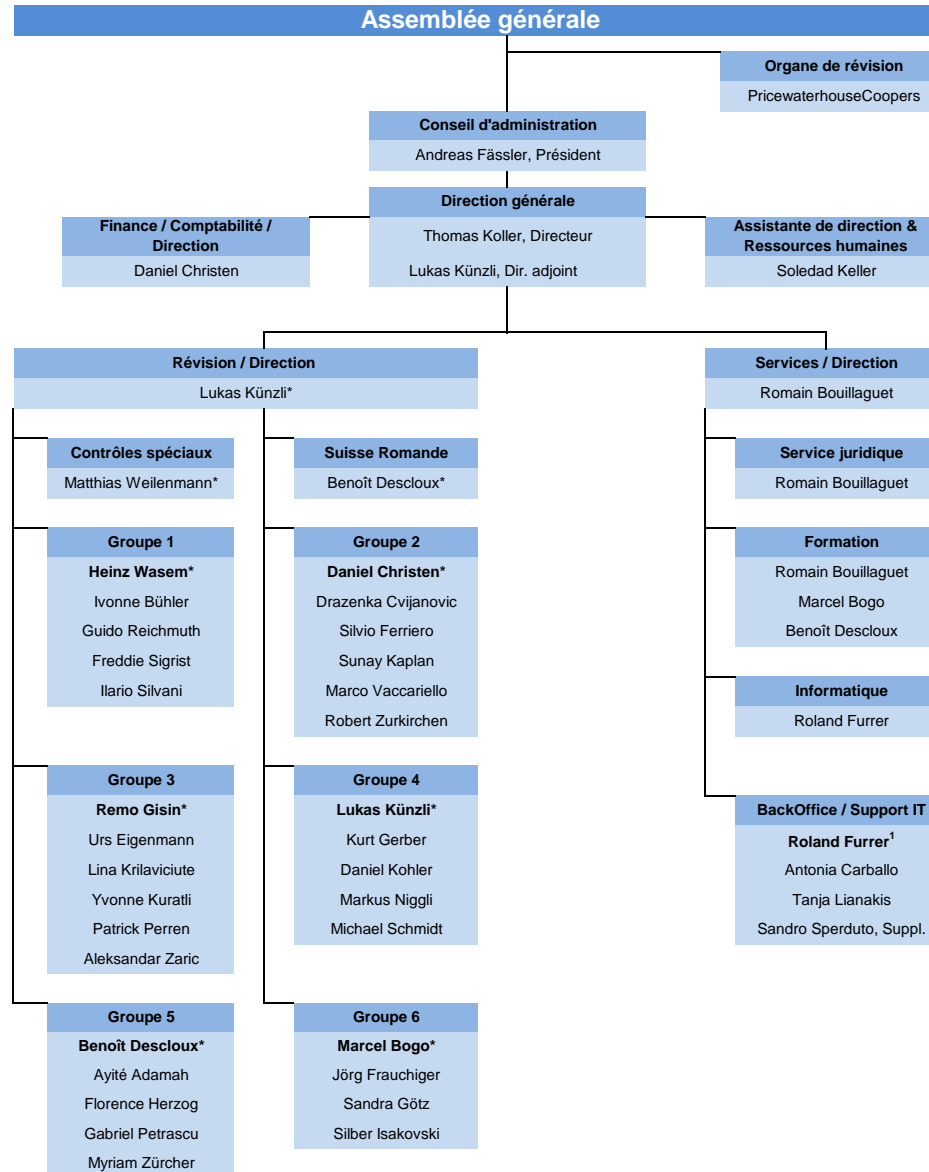 Assemblée générale
Organe de révision
PricewaterhouseCoopers
Conseil d'administration
Andreas Fässler, Président
Direction générale
Thomas Koller, Directeur
Lukas Künzli, Dir. adjoint
Finance / Comptabilité /
Direction
Daniel Christen
Assistante de direction &
Ressources humaines
Soledad Keller
Révision / Direction
Lukas Künzli*
Services / Direction
Romain Bouillaguet
Contrôles spéciaux
Matthias Weilenmann*
Suisse Romande
Benoît Descloux*
Service juridique
Romain Bouillaguet
Groupe 1
Heinz Wasem*
Ivonne Bühler
Guido Reichmuth
Freddie Sigrist
Ilario Silvani
Groupe 2
Daniel Christen*
Drazenka Cvijanovic
Silvio Ferriero
Sunay Kaplan
Marco Vaccariello
Robert Zurkirchen
Formation
Romain Bouillaguet
Marcel Bogo
Benoît Descloux
Informatique
Roland Furrer
Groupe 3
Remo Gisin*
Urs Eigenmann
Lina Krilaviciute
Yvonne Kuratli
Patrick Perren
Aleksandar Zaric
Groupe 4
Lukas Künzli*
Kurt Gerber
Daniel Kohler
Markus Niggli
Michael Schmidt
BackOffice / Support IT
Roland Furrer¹
Antonia Carballo
Tanja Lianakis
Sandro Sperduto, Suppl.
Groupe 5
Benoît Descloux*
Ayité Adamah
Florence Herzog
Gabriel Petrascu
Myriam Zürcher
Groupe 6
Marcel Bogo*
Jörg Frauchiger
Sandra Götz
Silber Isakovski